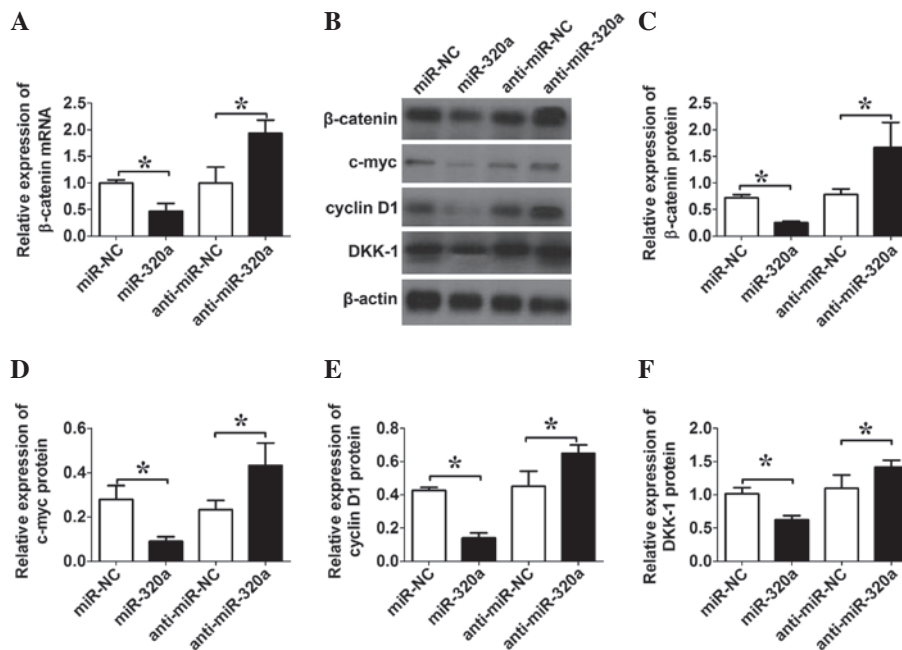 A
Relative expression of
β-catenin mRNA
2.5
2.0
1.5
1.0
0.5
0.0
*
*
miR-NC
miR-320a
anti-miR-NC
anti-miR-320a
B
miR-NC
miR-320a
anti-miR-NC
anti-miR-320a
β-catenin
c-myc
cyclin D1
DKK-1
β-actin
C
Relative expression of
β-catenin protein
2.5
2.0
1.5
1.0
0.5
0.0
*
*
miR-NC
miR-320a
anti-miR-NC
anti-miR-320a
D
Relative expression of
c-myc protein
0.6
0.4
0.2
0.0
*
*
miR-NC
miR-320a
anti-miR-NC
anti-miR-320a
E
Relative expression of
cyclin D1 protein
0.8
0.6
0.4
0.2
0.0
*
*
miR-NC
miR-320a
anti-miR-NC
anti-miR-320a
F
Relative expression of
DKK-1 protein
2.0
1.5
1.0
0.5
0.0
*
*
miR-NC
miR-320a
anti-miR-NC
anti-miR-320a